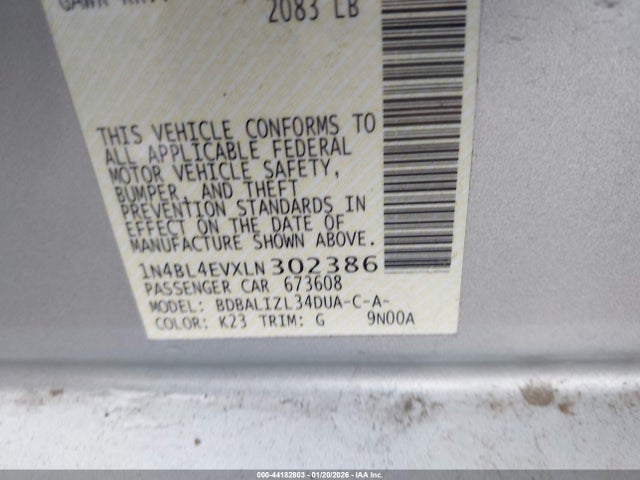 2083 LB
THIS VEHICLE CONFORMS TO
ALL APPLICABLE FEDERAL
MOTOR VEHICLE SAFETY,
BUMPER, AND THEFT
PREVENTION STANDARDS IN
EFFECT ON THE DATE OF
MANUFACTURE SHOWN ABOVE.
1N4BL4EVXLN302386
PASSENGER CAR 673608
MODEL: BDBALIZL34DUA-C-A-
COLOR: K23 TRIM: G 9N00A
000-44182803 - 01/20/2026 - IAA Inc.